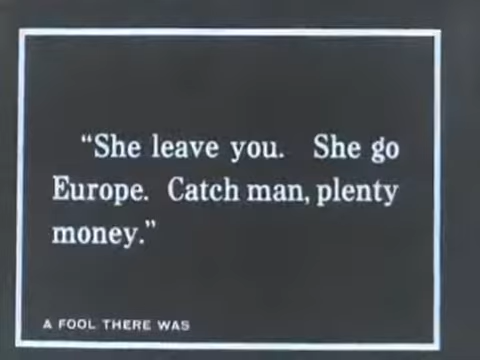 “She leave you. She go
Europe. Catch man, plenty
money.”
A FOOL THERE WAS